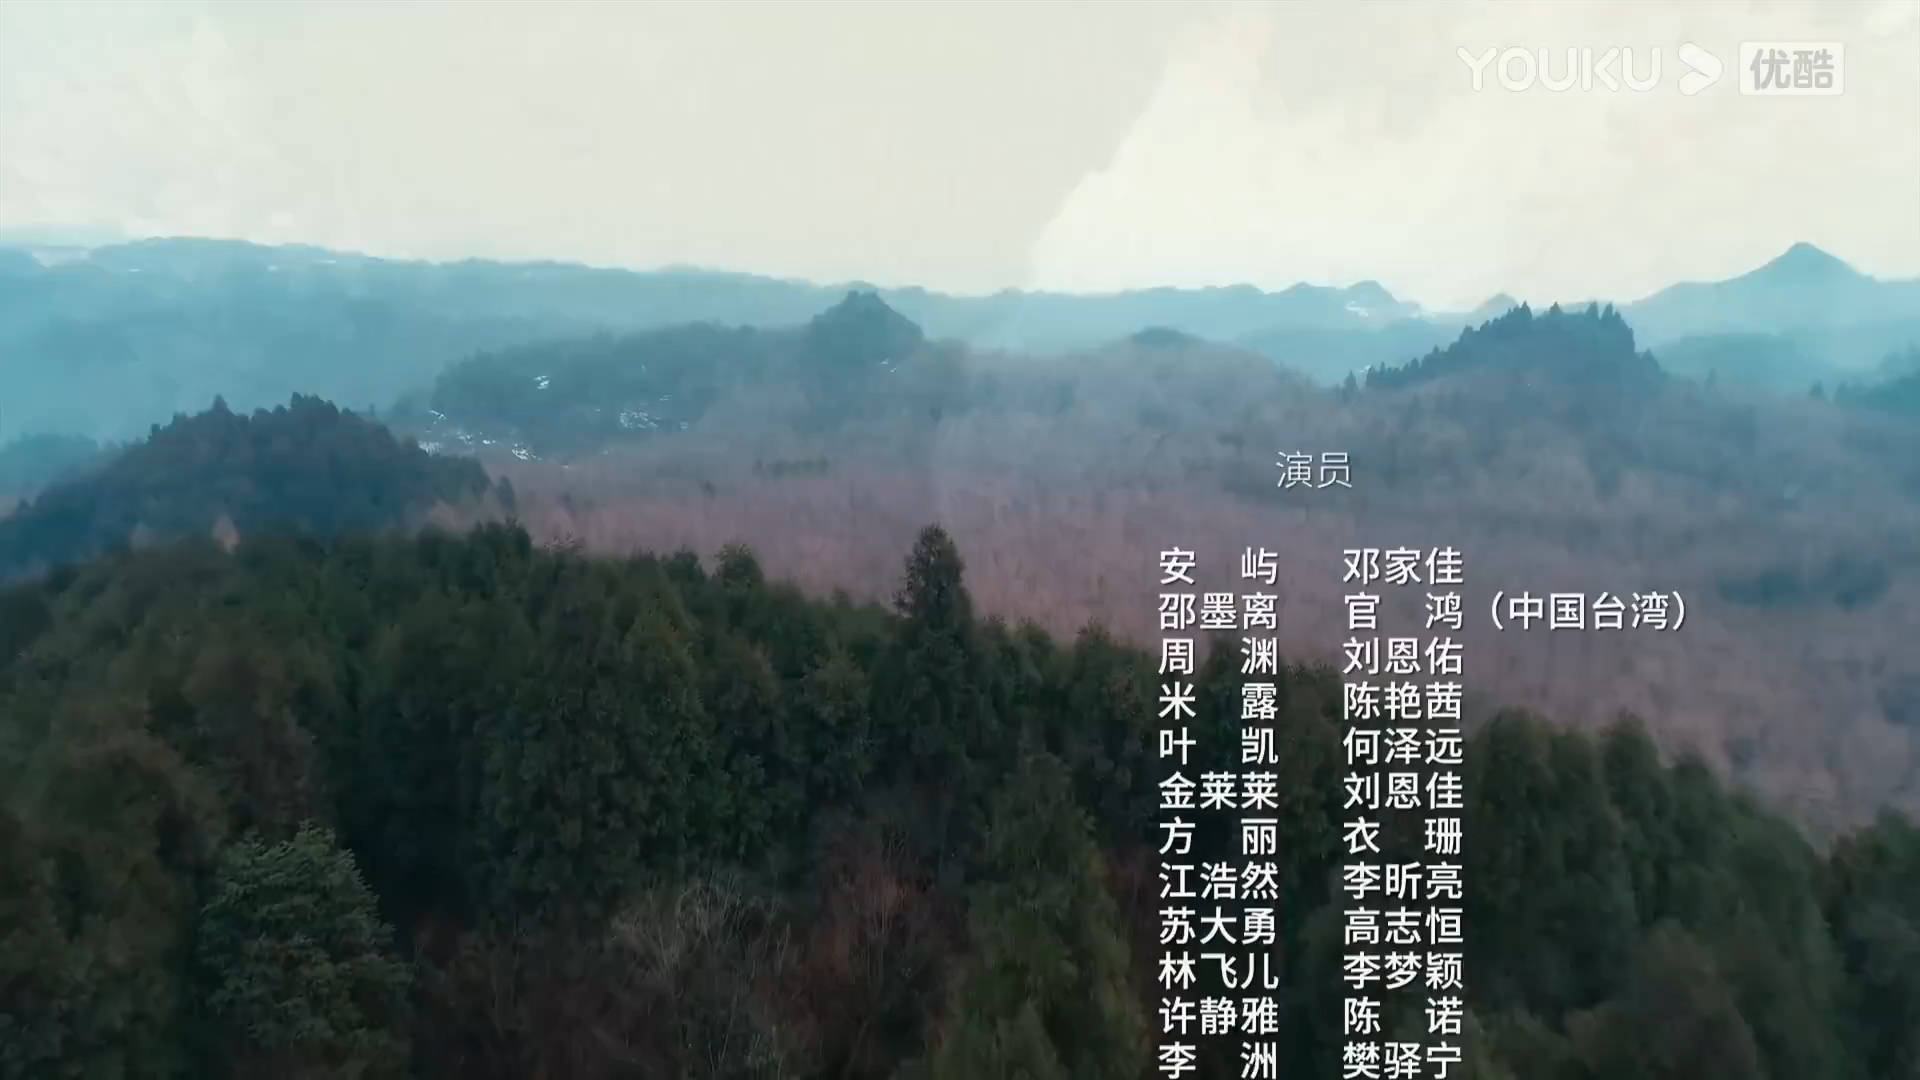 YOUKU 优酷
演员
安 屿 邓家佳
邵墨离 官 鸿（中国台湾）
周 渊 刘恩佑
米 露 陈艳茜
叶 凯 何泽远
金莱莱 刘恩佳
方 丽 衣 珊
江浩然 李昕亮
苏大勇 高志恒
林飞儿 李梦颖
许静雅 陈 诺
李 洲 樊驿宁